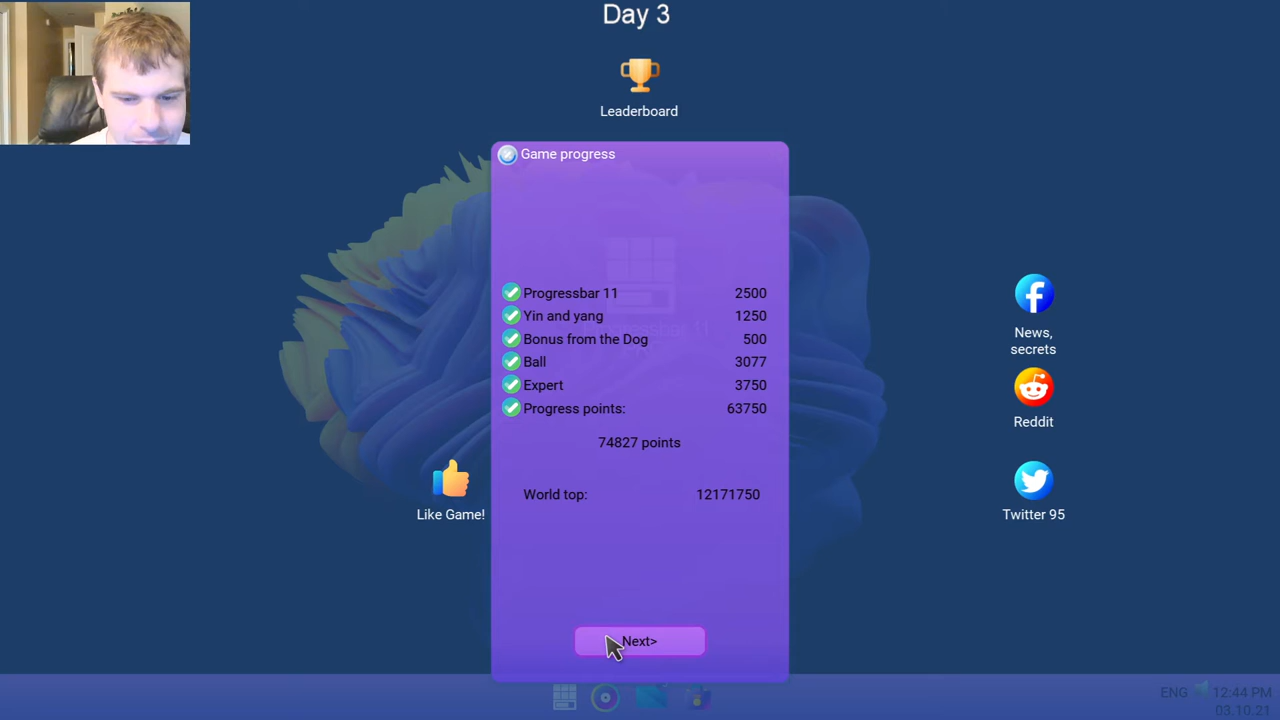 Day 3
Leaderboard
Game progress
Progressbar 11 2500
Yin and yang 1250
Bonus from the Dog 500
Ball 3077
Expert 3750
Progress points: 63750
74827 points
World top: 12171750
Next>
Like Game!
News,
secrets
Reddit
Twitter 95
ENG 12:44 PM
03.10.21